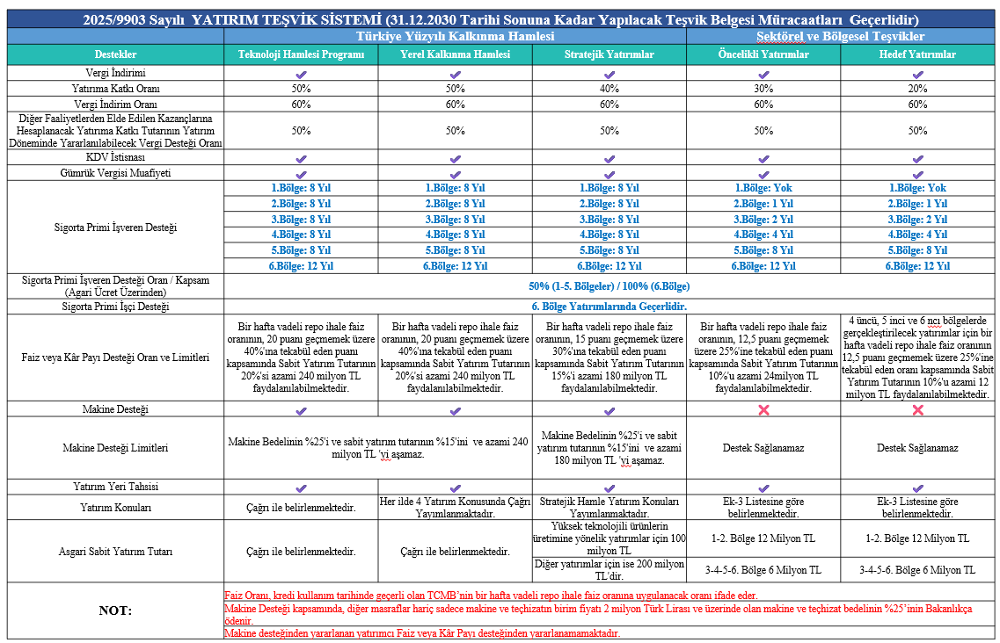 2025/9903 Sayılı YATIRIM TEŞVİK SİSTEMİ (31.12.2030 Tarihi Sonuna Kadar Yapılacak Teşvik Belgesi Müracaatları Geçerlidir)
Türkiye Yüzyılı Kalkınma Hamlesi
Sektörel ve Bölgesel Teşvikler
Destekler
Teknoloji Hamlesi Programı
Yerel Kalkınma Hamlesi
Stratejik Yatırımlar
Öncelikli Yatırımlar
Hedef Yatırımlar
Vergi İndirimi
Yatırıma Katkı Oranı
50%
50%
40%
30%
20%
Vergi İndirim Oranı
60%
60%
60%
60%
60%
Diğer Faaliyetlerden Elde Edilen Kazançlarına
Hesaplanacak Yatırıma Katkı Tutarının Yatırım
Döneminde Yararlanılabilecek Vergi Desteği Oranı
50%
50%
50%
50%
50%
KDV İstisnası
Gümrük Vergisi Muafiyeti
Sigorta Primi İşveren Desteği
1.Bölge: 8 Yıl
1.Bölge: 8 Yıl
1.Bölge: 8 Yıl
1.Bölge: Yok
1.Bölge: Yok
2.Bölge: 8 Yıl
2.Bölge: 8 Yıl
2.Bölge: 8 Yıl
2.Bölge: 1 Yıl
2.Bölge: 1 Yıl
3.Bölge: 8 Yıl
3.Bölge: 8 Yıl
3.Bölge: 8 Yıl
3.Bölge: 2 Yıl
3.Bölge: 2 Yıl
4.Bölge: 8 Yıl
4.Bölge: 8 Yıl
4.Bölge: 8 Yıl
4.Bölge: 4 Yıl
4.Bölge: 4 Yıl
5.Bölge: 8 Yıl
5.Bölge: 8 Yıl
5.Bölge: 8 Yıl
5.Bölge: 8 Yıl
5.Bölge: 8 Yıl
6.Bölge: 12 Yıl
6.Bölge: 12 Yıl
6.Bölge: 12 Yıl
6.Bölge: 12 Yıl
6.Bölge: 12 Yıl
Sigorta Primi İşveren Desteği Oran / Kapsam
(Agari Ücret Üzerinden)
50% (1-5. Bölgeler) / 100% (6.Bölge)
Sigorta Primi İşçi Desteği
6. Bölge Yatırımlarında Geçerlidir.
Faiz veya Kâr Payı Desteği Oran ve Limitleri
Bir hafta vadeli repo ihale faiz
oranının, 20 puanı geçmemek üzere
40%'ına tekabül eden puanı
kapsamında Sabit Yatırım Tutarının
20%'si azami 240 milyon TL
faydalanılabilmektedir.
Bir hafta vadeli repo ihale faiz
oranının, 20 puanı geçmemek üzere
40%'ına tekabül eden puanı
kapsamında Sabit Yatırım Tutarının
20%'si azami 240 milyon TL
faydalanılabilmektedir.
Bir hafta vadeli repo ihale faiz
oranının, 15 puanı geçmemek üzere
30%'ına tekabül eden puanı
kapsamında Sabit Yatırım Tutarının
15%'i azami 180 milyon TL
faydalanılabilmektedir.
Bir hafta vadeli repo ihale faiz
oranının, 12,5 puanı geçmemek
üzere 25%'ine tekabül eden puanı
kapsamında Sabit Yatırım Tutarının
10%'u azami 24milyon TL
faydalanılabilmektedir.
4 üncü, 5 inci ve 6 ncı bölgelerde
gerçekleştirilecek yatırımlar için bir
hafta vadeli repo ihale faiz oranının
12,5 puanı geçmemek üzere 25%'ine
tekabül eden oranı kapsamında Sabit
Yatırım Tutarının 10%'u azami 12
milyon TL faydalanılabilmektedir.
Makine Desteği
Makine Desteği Limitleri
Makine Bedelinin %25'i ve sabit yatırım tutarının %15'ini ve azami 240
milyon TL 'yi aşamaz.
Makine Bedelinin %25'i ve sabit
yatırım tutarının %15'ini ve azami
180 milyon TL 'yi aşamaz.
Destek Sağlanamaz
Destek Sağlanamaz
Yatırım Yeri Tahsisi
Yatırım Konuları
Çağrı ile belirlenmektedir.
Her ilde 4 Yatırım Konusunda Çağrı
Yayımlanmaktadır.
Stratejik Hamle Yatırım Konuları
Yayımlanmaktadır.
Ek-3 Listesine göre
belirlenmektedir.
Ek-3 Listesine göre
belirlenmektedir.
Asgari Sabit Yatırım Tutarı
Çağrı ile belirlenmektedir.
Çağrı ile belirlenmektedir.
Yüksek teknolojili ürünlerin
üretimine yönelik yatırımlar için 100
milyon TL
Diğer yatırımlar için ise 200 milyon
TL'dir.
1-2. Bölge 12 Milyon TL
1-2. Bölge 12 Milyon TL
3-4-5-6. Bölge 6 Milyon TL
3-4-5-6. Bölge 6 Milyon TL
NOT:
Faiz Oranı, kredi kullanım tarihinde geçerli olan TCMB’nin bir hafta vadeli repo ihale faiz oranına uygulanacak oranı ifade eder.
Makine Desteği kapsamında, diğer masraflar hariç sadece makine ve teçhizatın birim fiyatı 2 milyon Türk Lirası ve üzerinde olan makine ve teçhizat bedelinin %25’inin Bakanlıkça
ödenir.
Makine desteğinden yararlanan yatırımcı Faiz veya Kâr Payı desteğinden yararlanamamaktadır.